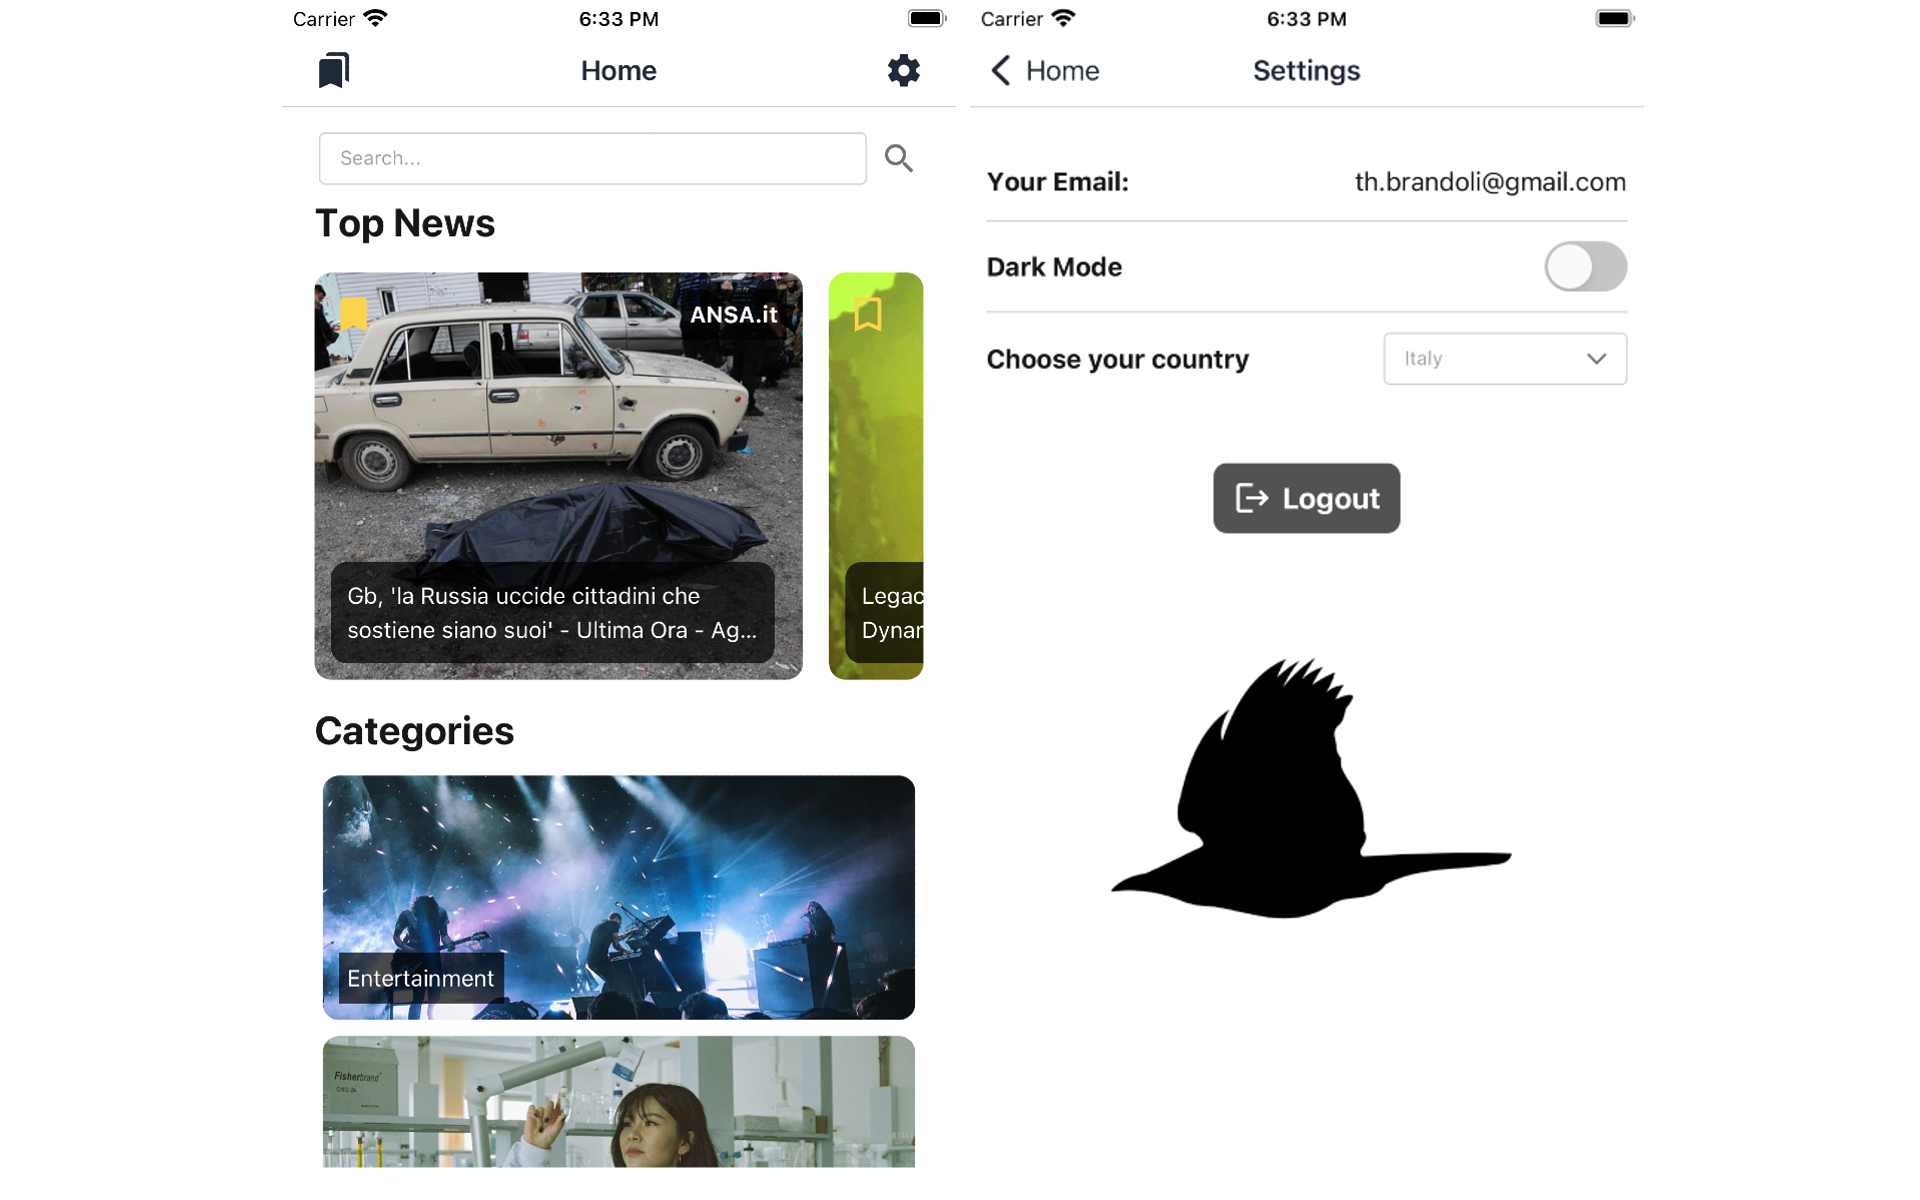 Carrier
6:33 PM
Home
Search...
Top News
ANSA.it
Gb, 'la Russia uccide cittadini che
sostiene siano suoi' - Ultima Ora - Ag...
Legac
Dynar
Categories
Entertainment
Fisherbrand
Carrier
6:33 PM
Home
Settings
Your Email:
th.brandoli@gmail.com
Dark Mode
Choose your country
Italy
Logout